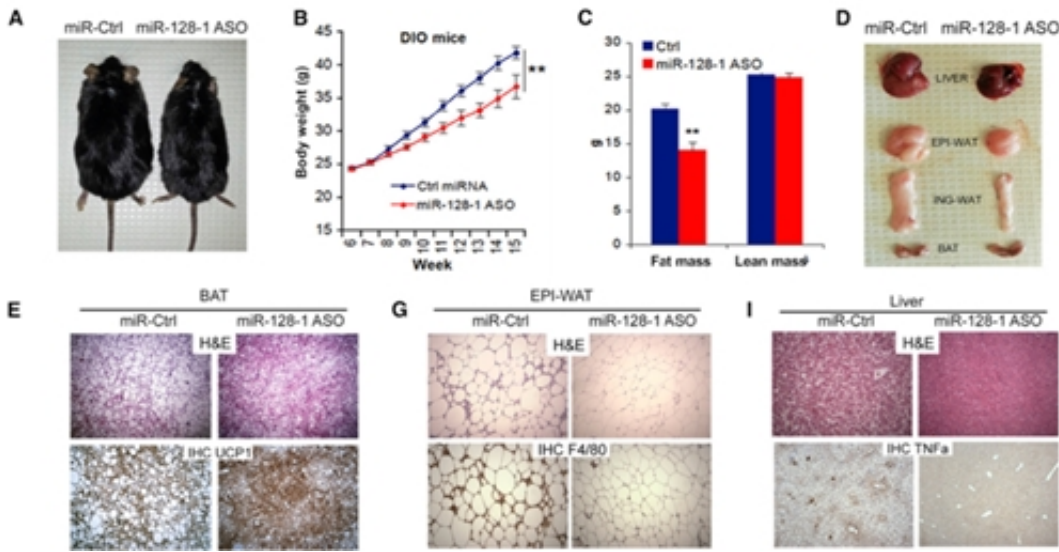 A
miR-Ctrl miR-128-1 ASO
B
DIO mice
**
Body weight (g)
45
40
35
30
25
20
15
Ctrl miRNA
miR-128-1 ASO
6 7 8 9 10 11 12 13 14 15
Week
C
Ctrl
miR-128-1 ASO
g
30
25
20
15
10
5
0
**
Fat mass Lean mass
D
miR-Ctrl miR-128-1 ASO
LIVER
EPI-WAT
ING-WAT
BAT
E
BAT
miR-Ctrl miR-128-1 ASO
H&E
IHC UCP1
G
EPI-WAT
miR-Ctrl miR-128-1 ASO
H&E
IHC F4/80
I
Liver
miR-Ctrl miR-128-1 ASO
H&E
IHC TNFa